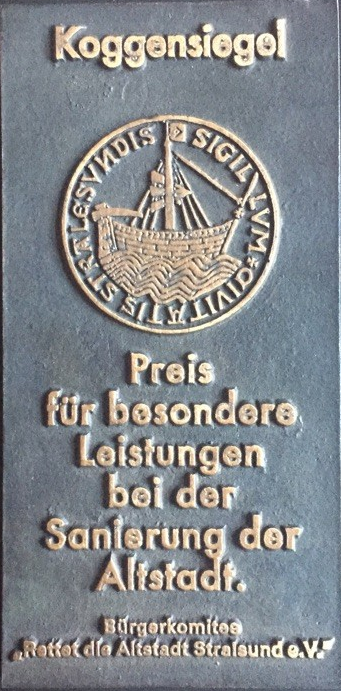 Koggensiegel
SIGILLVM CIVITATIS STRALESVNDIS
Preis
für besondere
Leistungen
bei der
Sanierung der
Altstadt.
Bürgerkomitee
„Rettet die Altstadt Stralsund e.V.“